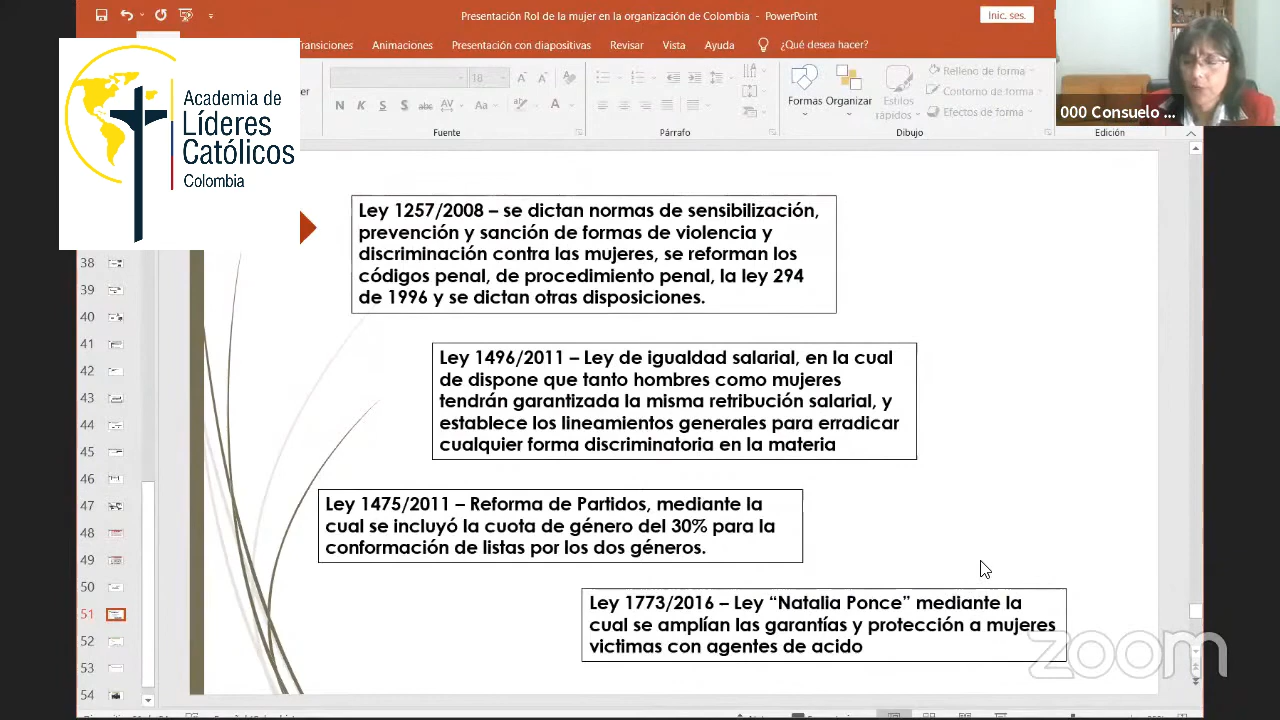 Presentación Rol de la mujer en la organización de Colombia - PowerPoint
Inic. ses.
Transiciones Animaciones Presentación con diapositivas Revisar Vista Ayuda ¿Qué desea hacer?
18
Formas Organizar Estilos rápidos
Relleno de forma
Contorno de forma
Efectos de forma
Fuente Párrafo Dibujo Edición
000 Consuelo ...
Academia de
Líderes
Católicos
Colombia
Ley 1257/2008 – se dictan normas de sensibilización,
prevención y sanción de formas de violencia y
discriminación contra las mujeres, se reforman los
códigos penal, de procedimiento penal, la ley 294
de 1996 y se dictan otras disposiciones.
Ley 1496/2011 – Ley de igualdad salarial, en la cual
de dispone que tanto hombres como mujeres
tendrán garantizada la misma retribución salarial, y
establece los lineamientos generales para erradicar
cualquier forma discriminatoria en la materia
Ley 1475/2011 – Reforma de Partidos, mediante la
cual se incluyó la cuota de género del 30% para la
conformación de listas por los dos géneros.
Ley 1773/2016 – Ley “Natalia Ponce” mediante la
cual se amplían las garantías y protección a mujeres
victimas con agentes de acido
38
39
40
41
42
43
44
45
46
47
48
49
50
51
52
53
54
zoom